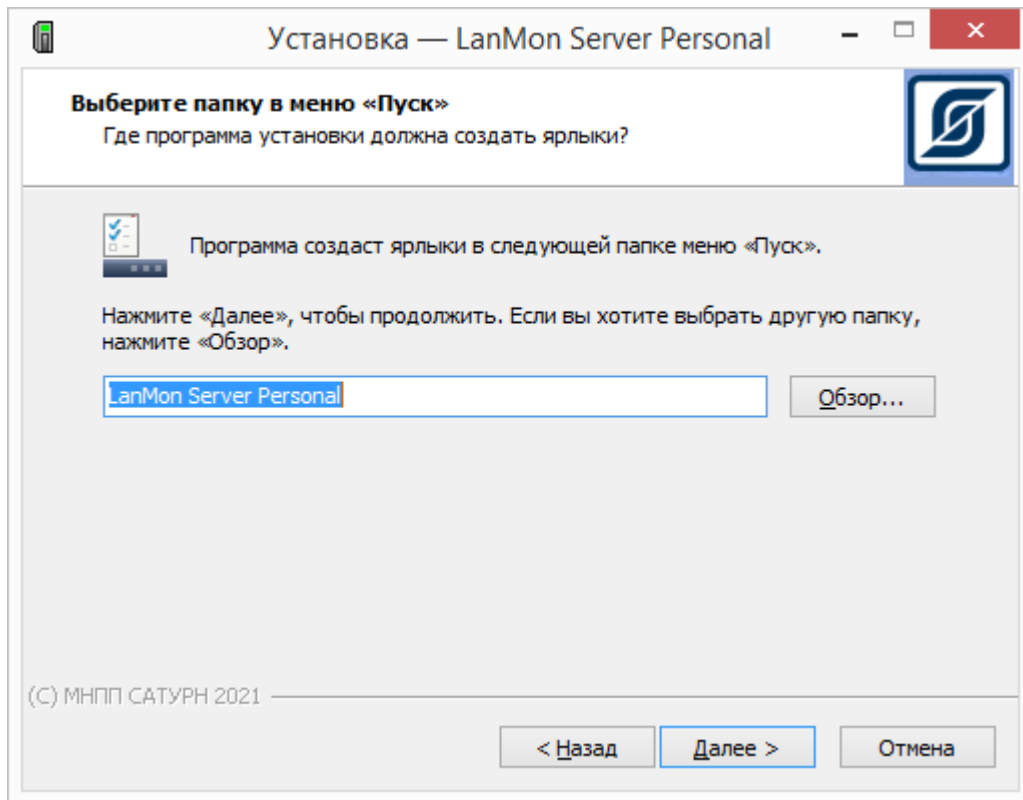 Установка — LanMon Server Personal
Выберите папку в меню «Пуск»
Где программа установки должна создать ярлыки?
Программа создаст ярлыки в следующей папке меню «Пуск».
Нажмите «Далее», чтобы продолжить. Если вы хотите выбрать другую папку,
нажмите «Обзор».
LanMon Server Personal
Обзор...
(C) МНПП САТУРН 2021
< Назад
Далее >
Отмена